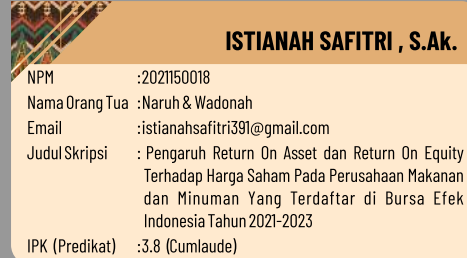 ISTIANAH SAFITRI , S.Ak.
NPM :2021150018
Nama Orang Tua :Naruh & Wadonah
Email :istianahsafitri391@gmail.com
Judul Skripsi : Pengaruh Return On Asset dan Return On Equity
Terhadap Harga Saham Pada Perusahaan Makanan
dan Minuman Yang Terdaftar di Bursa Efek
Indonesia Tahun 2021-2023
IPK (Predikat) :3.8 (Cumlaude)